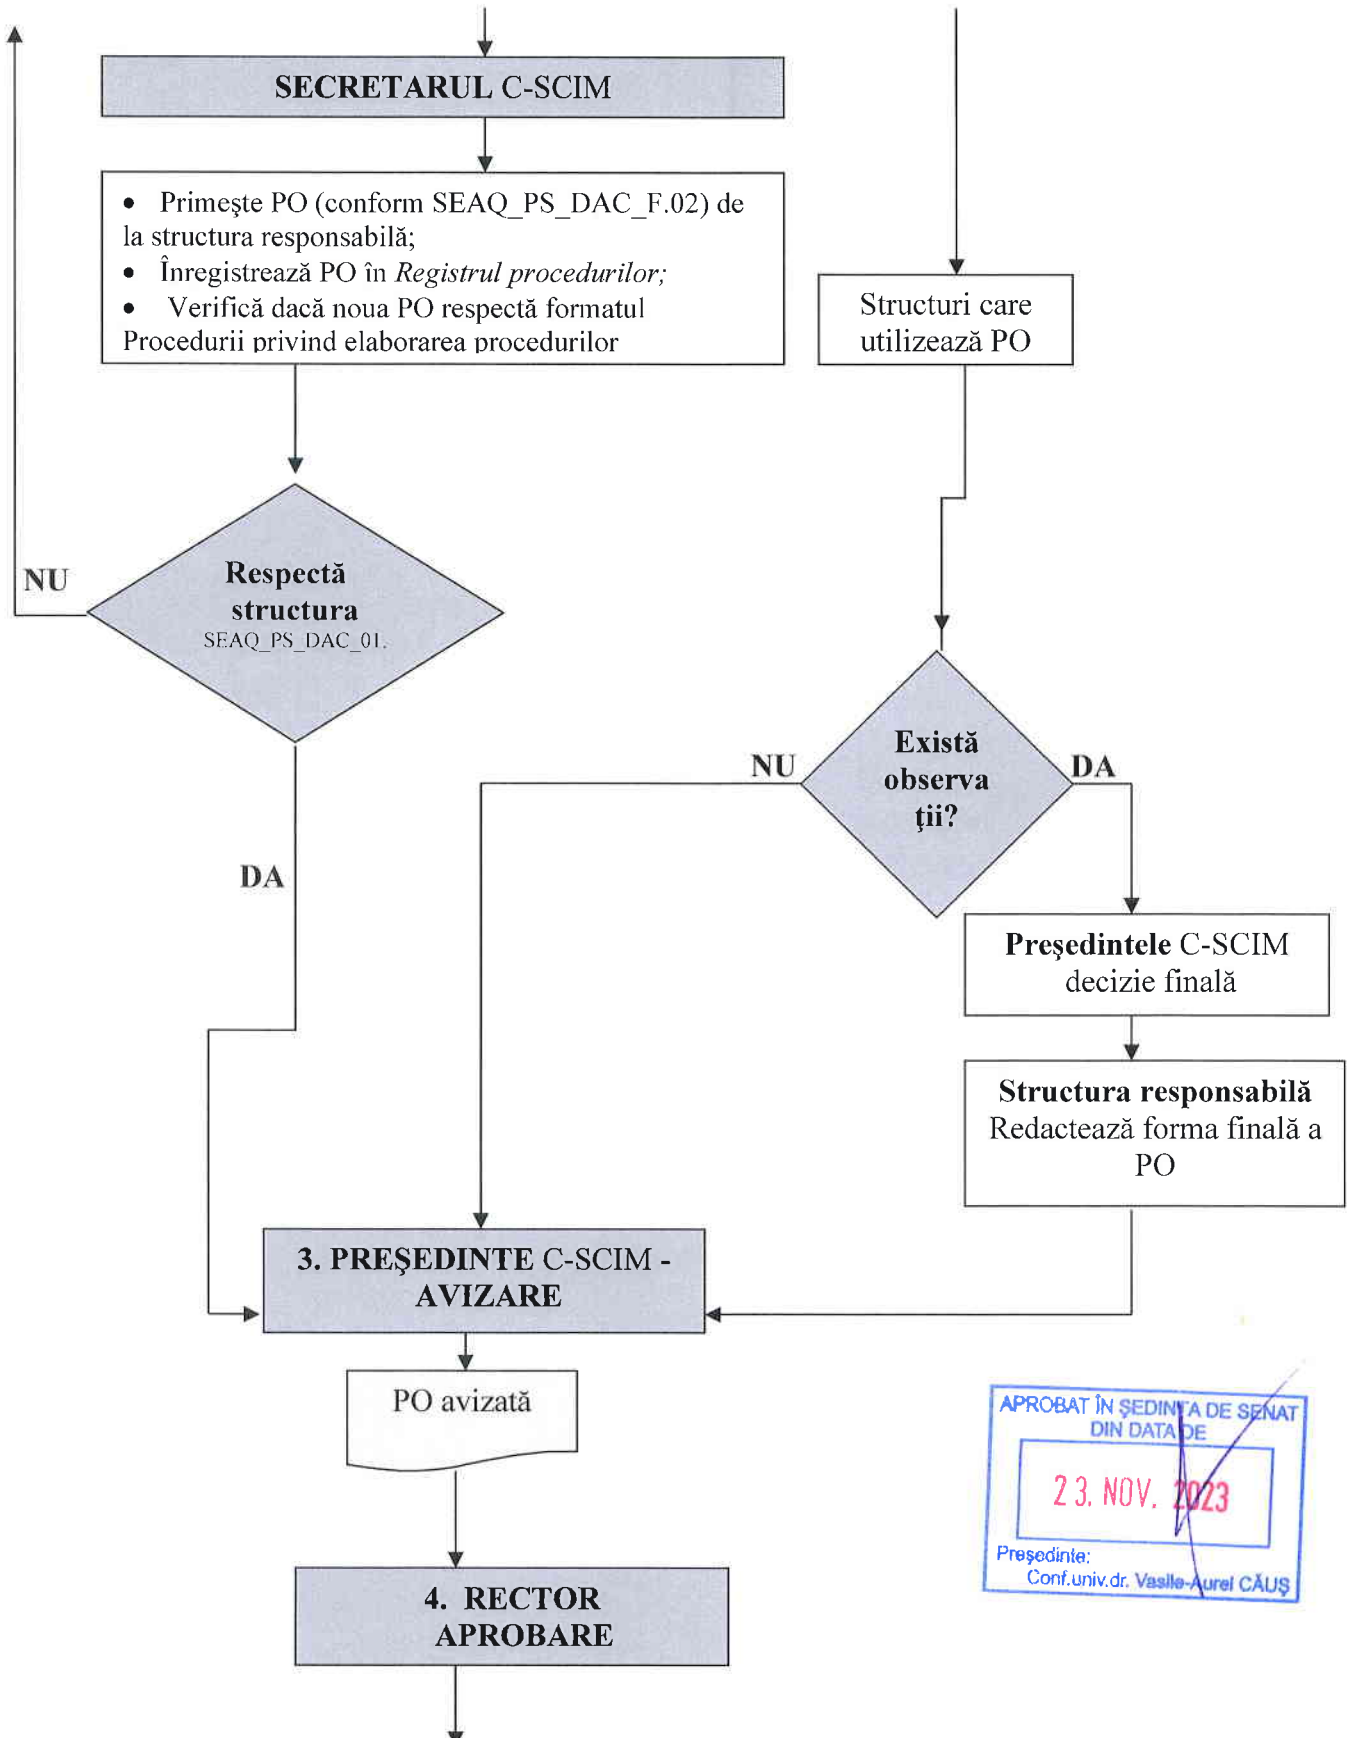 SECRETARUL C-SCIM
• Primeşte PO (conform SEAQ_PS_DAC_F.02) de
la structura responsabilă;
• Înregistrează PO în Registrul procedurilor;
• Verifică dacă noua PO respectă formatul
Procedurii privind elaborarea procedurilor
Structuri care
utilizează PO
NU
Respectă
structura
SEAQ_PS_DAC_01.
DA
NU
Există
observa
ţii?
DA
Preşedintele C-SCIM
decizie finală
Structura responsabilă
Redactează forma finală a
PO
3. PREŞEDINTE C-SCIM -
AVIZARE
PO avizată
4. RECTOR
APROBARE
APROBAT ÎN ŞEDINŢA DE SENAT
DIN DATA DE
23. NOV. 2023
Preşedinte:
Conf.univ.dr. Vasile-Aurel CĂUŞ